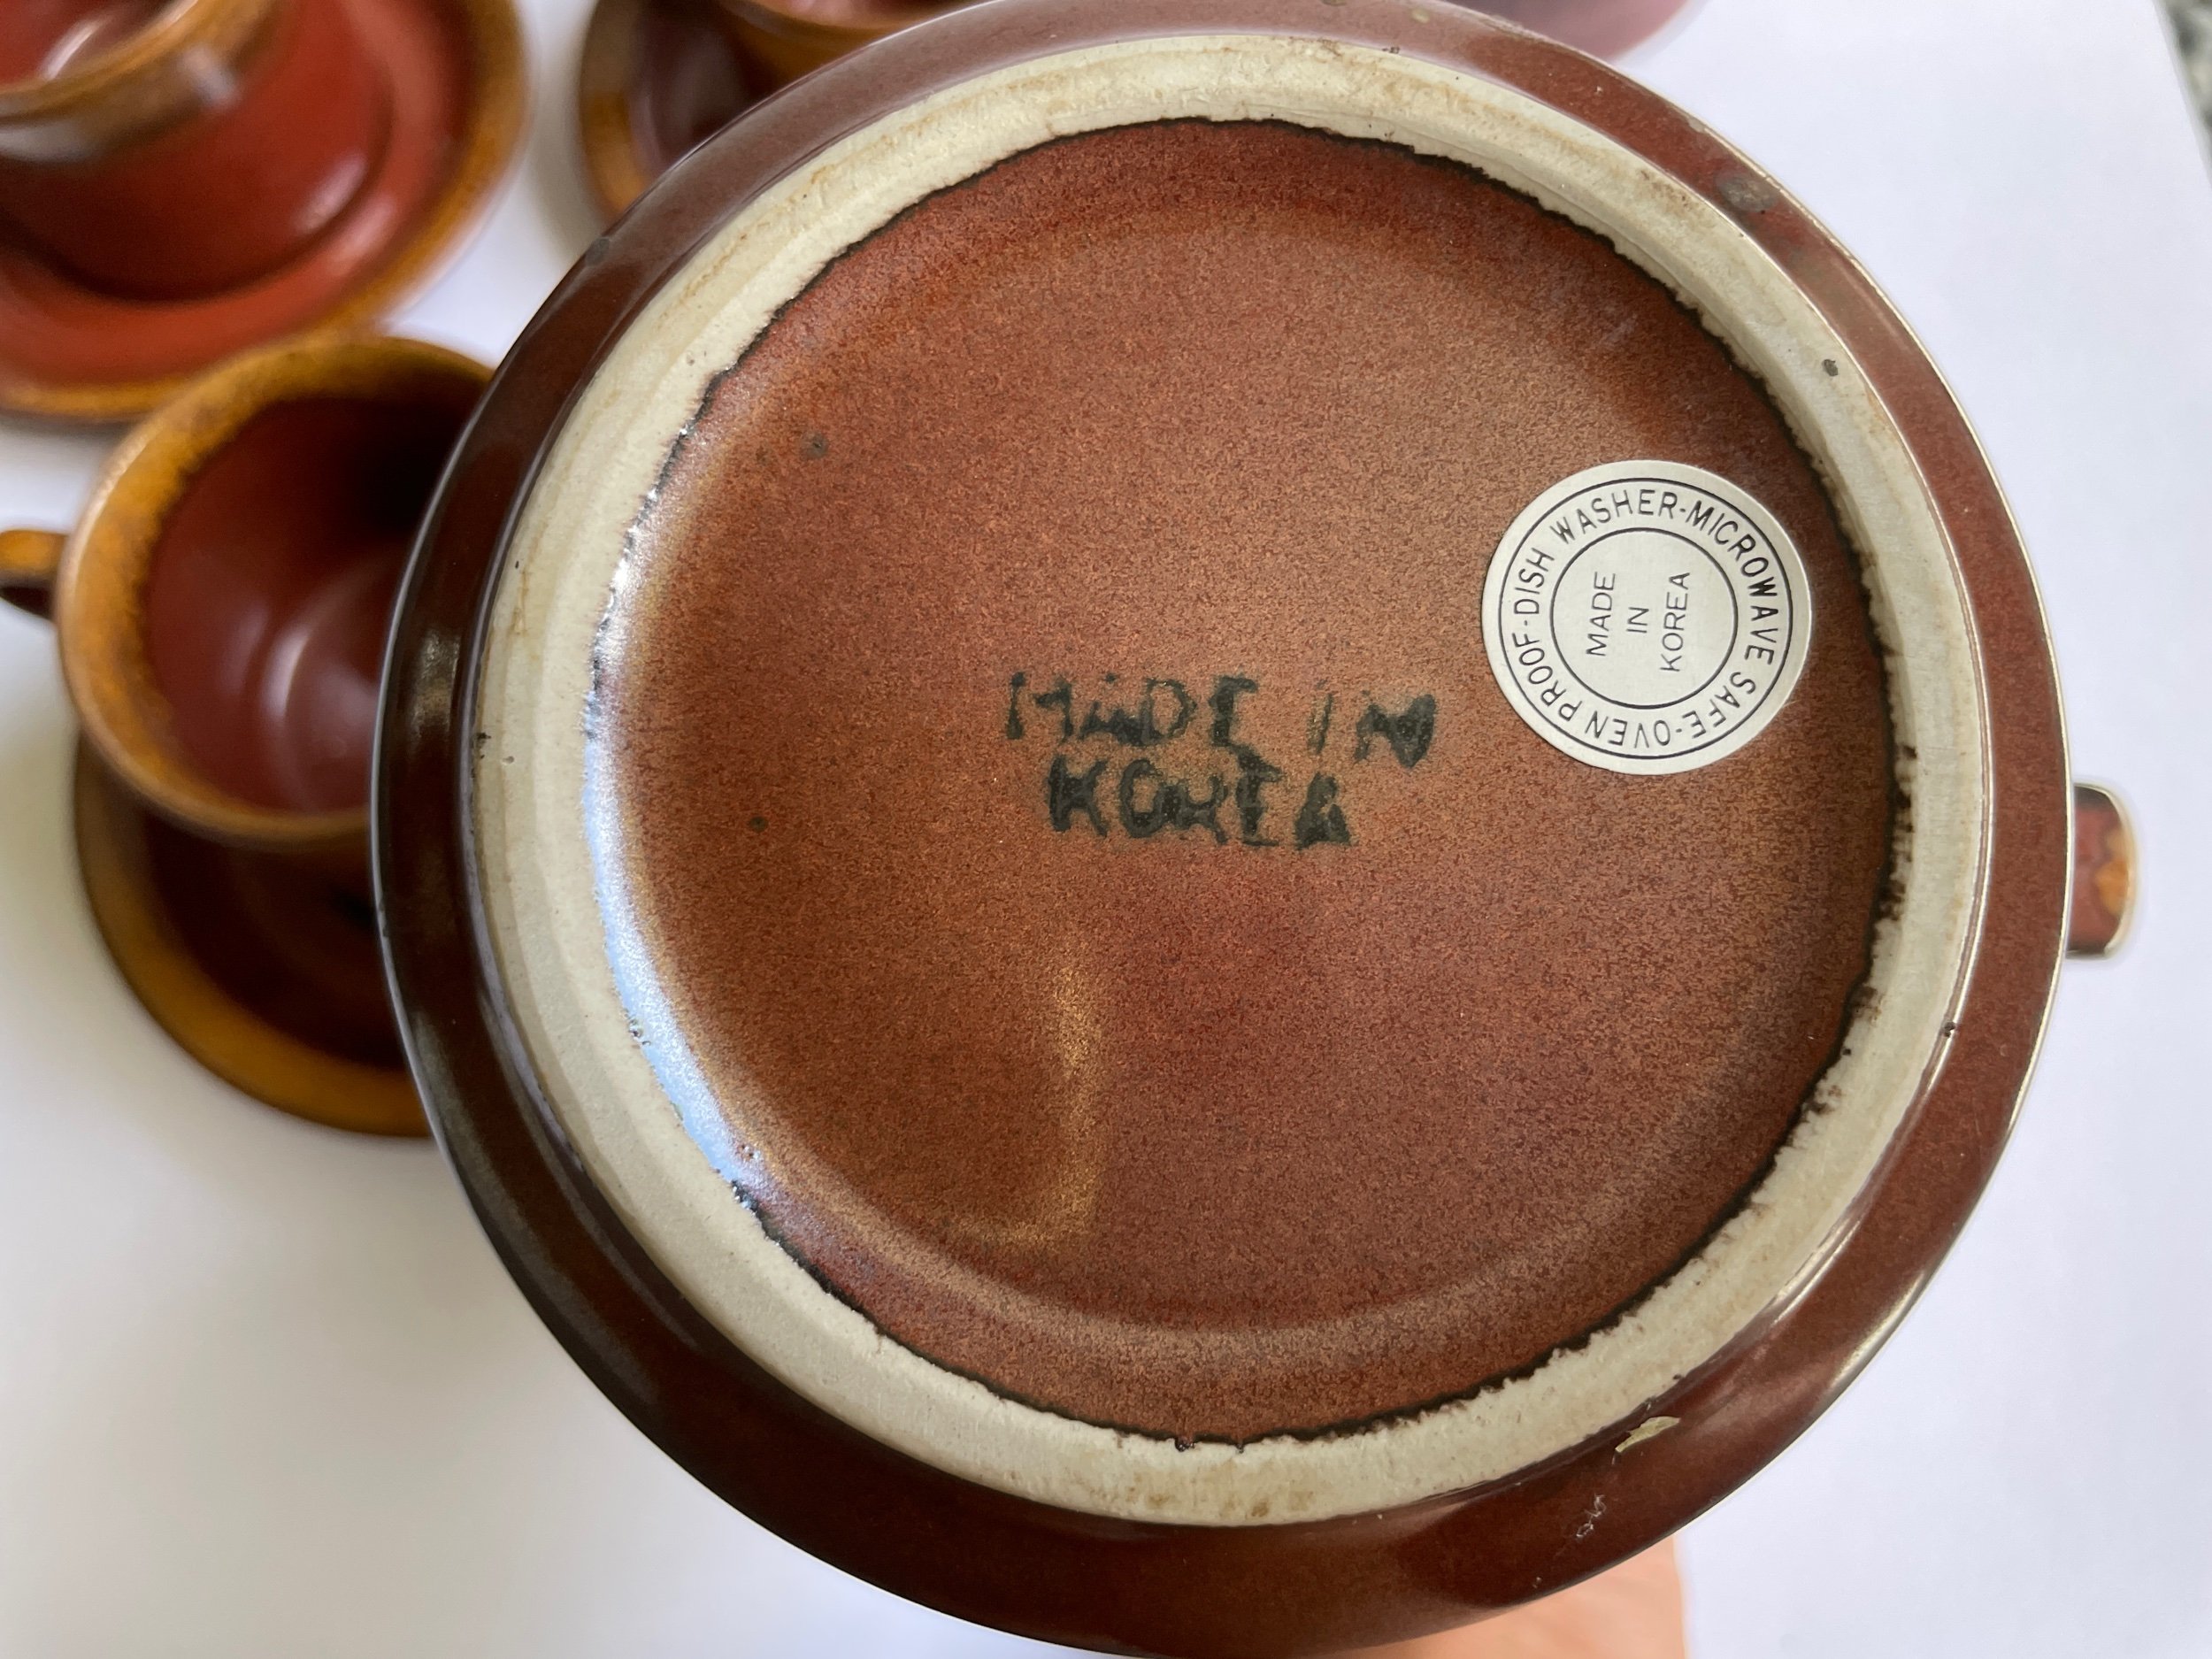 MADE IN
KOREA
OVEN PROOF-DISH WASHER-MICROWAVE SAFE-
MADE
IN
KOREA